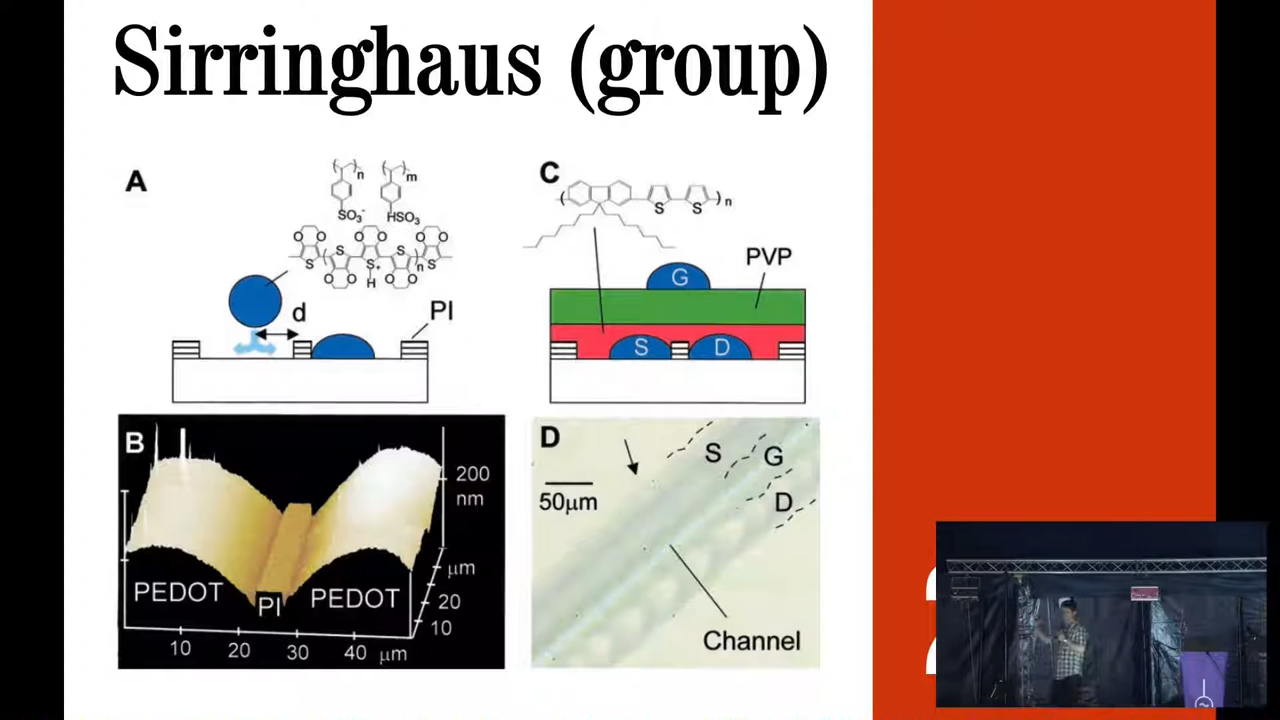 Sirringhaus (group)
A
n
m
SO3-
HSO3
O O O O O O
S S S S S+
n
H
O O O O
d
PI
C
S S
n
PVP
G
S
D
B
200
nm
μm
20
10
PEDOT
PI
PEDOT
10
20
30
40
μm
D
50μm
S
G
D
Channel